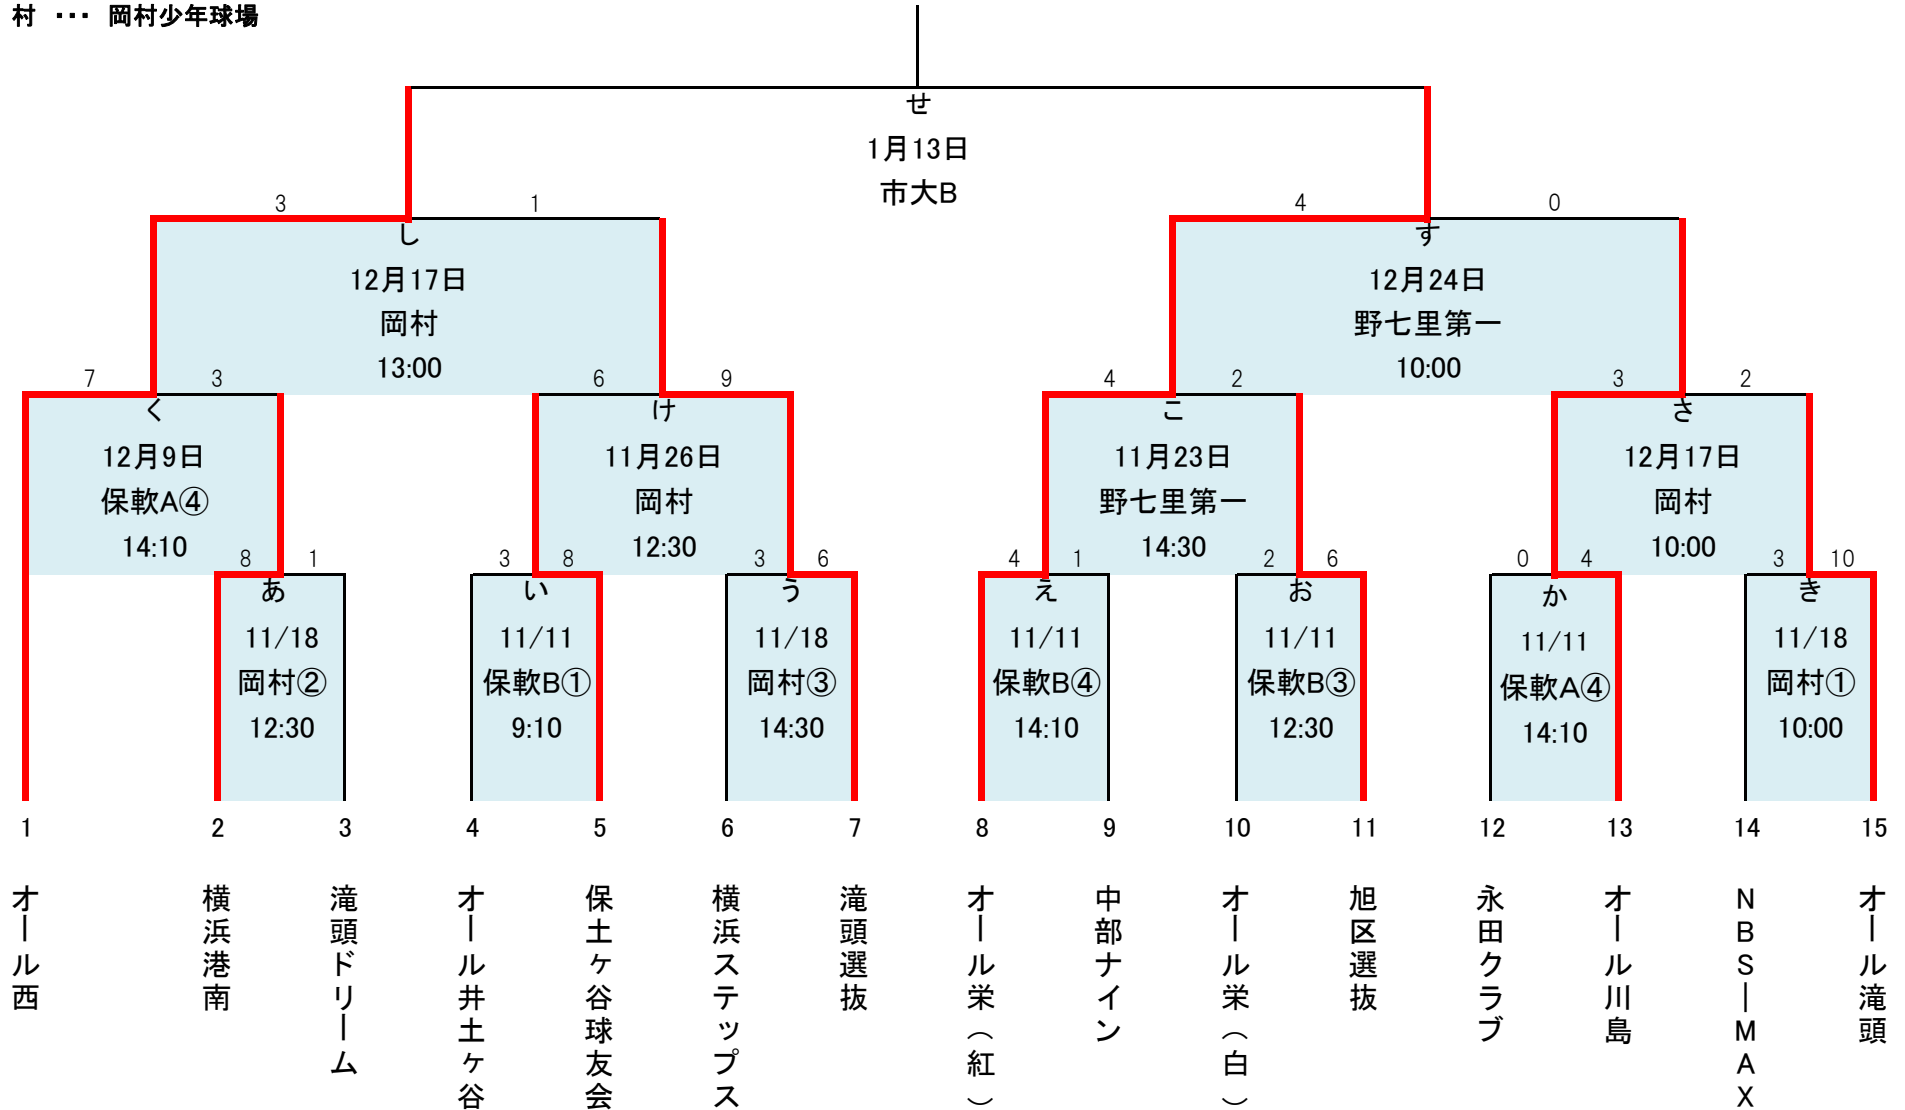 村 ･･･ 岡村少年球場
せ
1月13日
市大B
3 1 4 0
し す
12月17日 12月24日
岡村 野七里第一
13:00 10:00
7 3 6 9 4 2 3 2
く け こ さ
12月9日 11月26日 11月23日 12月17日
保軟A④ 岡村 野七里第一 岡村
14:10 12:30 14:30 10:00
8 1 3 8 3 6 4 1 2 6 0 4 3 10
あ い う え お か き
11/18 11/11 11/18 11/11 11/11 11/11 11/18
岡村② 保軟B① 岡村③ 保軟B④ 保軟B③ 保軟A④ 岡村①
12:30 9:10 14:30 14:10 12:30 14:10 10:00
1 2 3 4 5 6 7 8 9 10 11 12 13 14 15
オール西
横浜港南
滝頭ドリーム
オール井土ヶ谷
保土ケ谷球友会
横浜ステップス
滝頭選抜
オール栄（紅）
中部ナイン
オール栄（白）
旭区選抜
永田クラブ
オール川島
NBS－MAX
オール滝頭